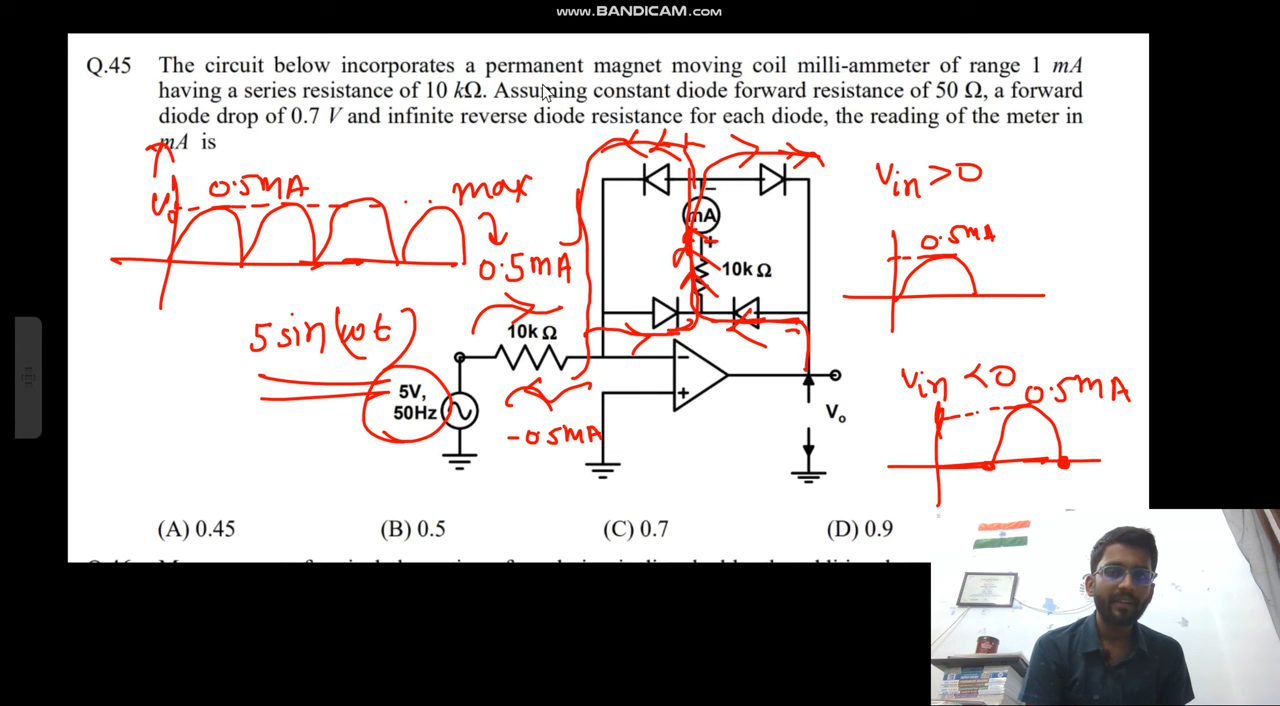 www.BANDICAM.com
Q.45 The circuit below incorporates a permanent magnet moving coil milli-ammeter of range 1 mA
having a series resistance of 10 kΩ. Assuming constant diode forward resistance of 50 Ω, a forward
diode drop of 0.7 V and infinite reverse diode resistance for each diode, the reading of the meter in
mA is
Vo
0.5mA
max
0.5mA
Vin>0
0.5mA
mA
+
10k Ω
5 sin(ωt)
10k Ω
5V,
50Hz
-0.5mA
−
+
Vo
Vin <0
0.5mA
(A) 0.45 (B) 0.5 (C) 0.7 (D) 0.9